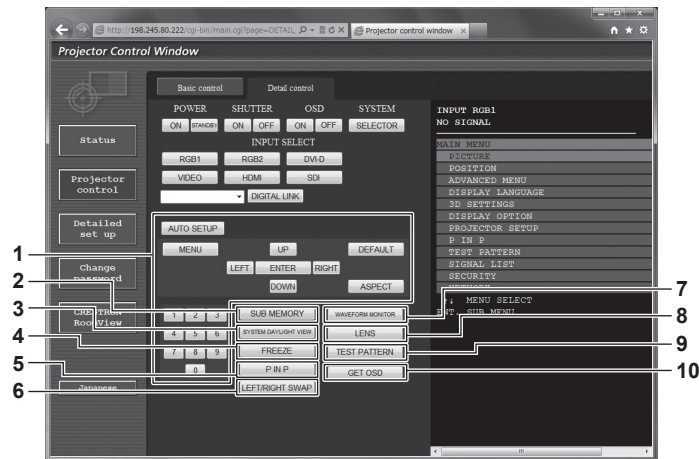 http://198.245.80.222/cgi-bin/main.cgi?page=DETAIL_ Projector control window
Projector Control Window
Basic control Detail control
POWER SHUTTER OSD SYSTEM
ON STANDBY ON OFF ON OFF SELECTOR
INPUT SELECT
RGB1 RGB2 DVI-D
VIDEO HDMI SDI
DIGITAL LINK
AUTO SETUP
MENU UP DEFAULT
LEFT ENTER RIGHT
DOWN ASPECT
1 2 3 SUB MEMORY WAVEFORM MONITOR
4 5 6 SYSTEM DAYLIGHT VIEW LENS
7 8 9 FREEZE TEST PATTERN
0 P IN P GET OSD
LEFT/RIGHT SWAP
Status
Projector control
Detailed set up
Change password
CRESTRON RoomView
Japanese
INPUT RGB1
NO SIGNAL
MAIN MENU
PICTURE
POSITION
ADVANCED MENU
DISPLAY LANGUAGE
3D SETTINGS
DISPLAY OPTION
PROJECTOR SETUP
P IN P
TEST PATTERN
SIGNAL LIST
SECURITY
NETWORK
↑↓ MENU SELECT
ENT SUB MENU
1
2
3
4
5
6
7
8
9
10